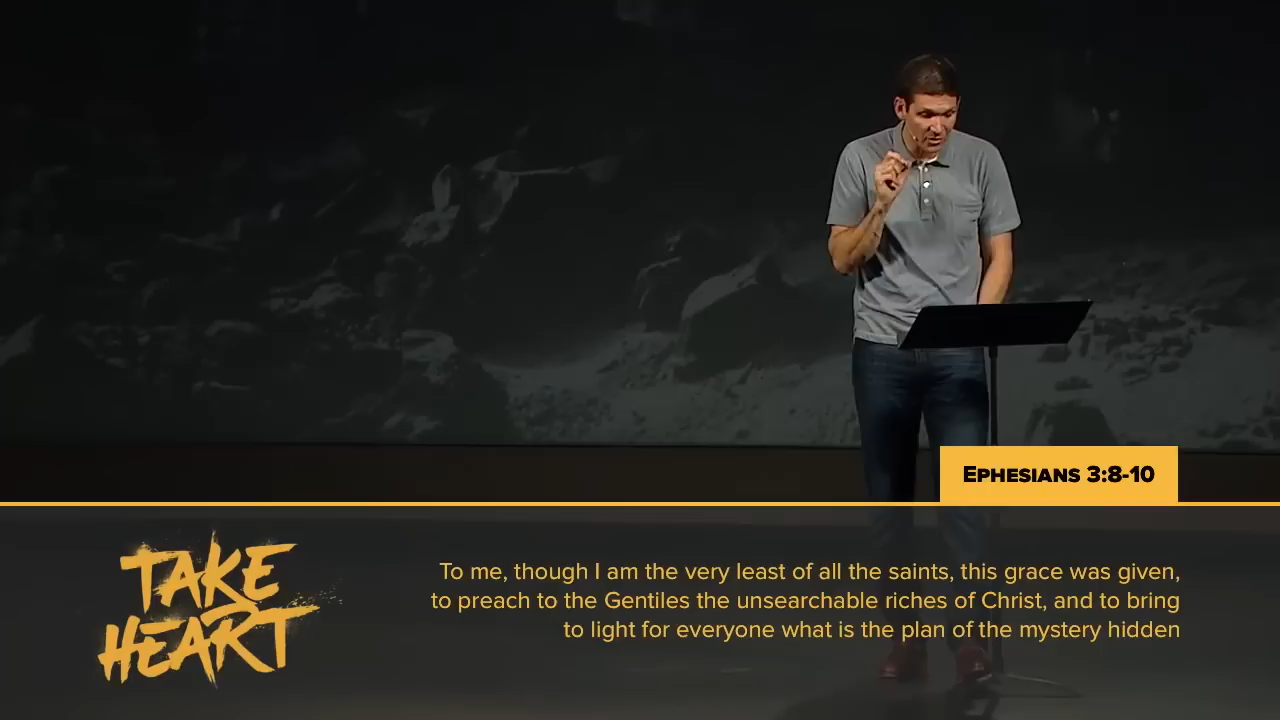 EPHESIANS 3:8-10
TAKE
HEART
To me, though I am the very least of all the saints, this grace was given,
to preach to the Gentiles the unsearchable riches of Christ, and to bring
to light for everyone what is the plan of the mystery hidden